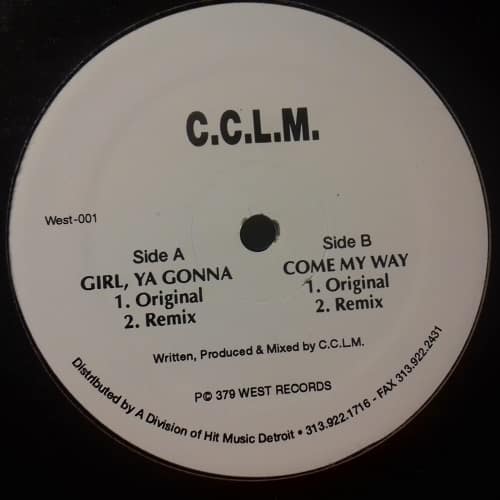 C.C.L.M.
West-001
Side A
GIRL, YA GONNA
1. Original
2. Remix
Side B
COME MY WAY
1. Original
2. Remix
Written, Produced & Mixed by C.C.L.M.
P© 379 WEST RECORDS
Distributed by A Division of Hit Music Detroit • 313.922.1716 - FAX 313.922.2431